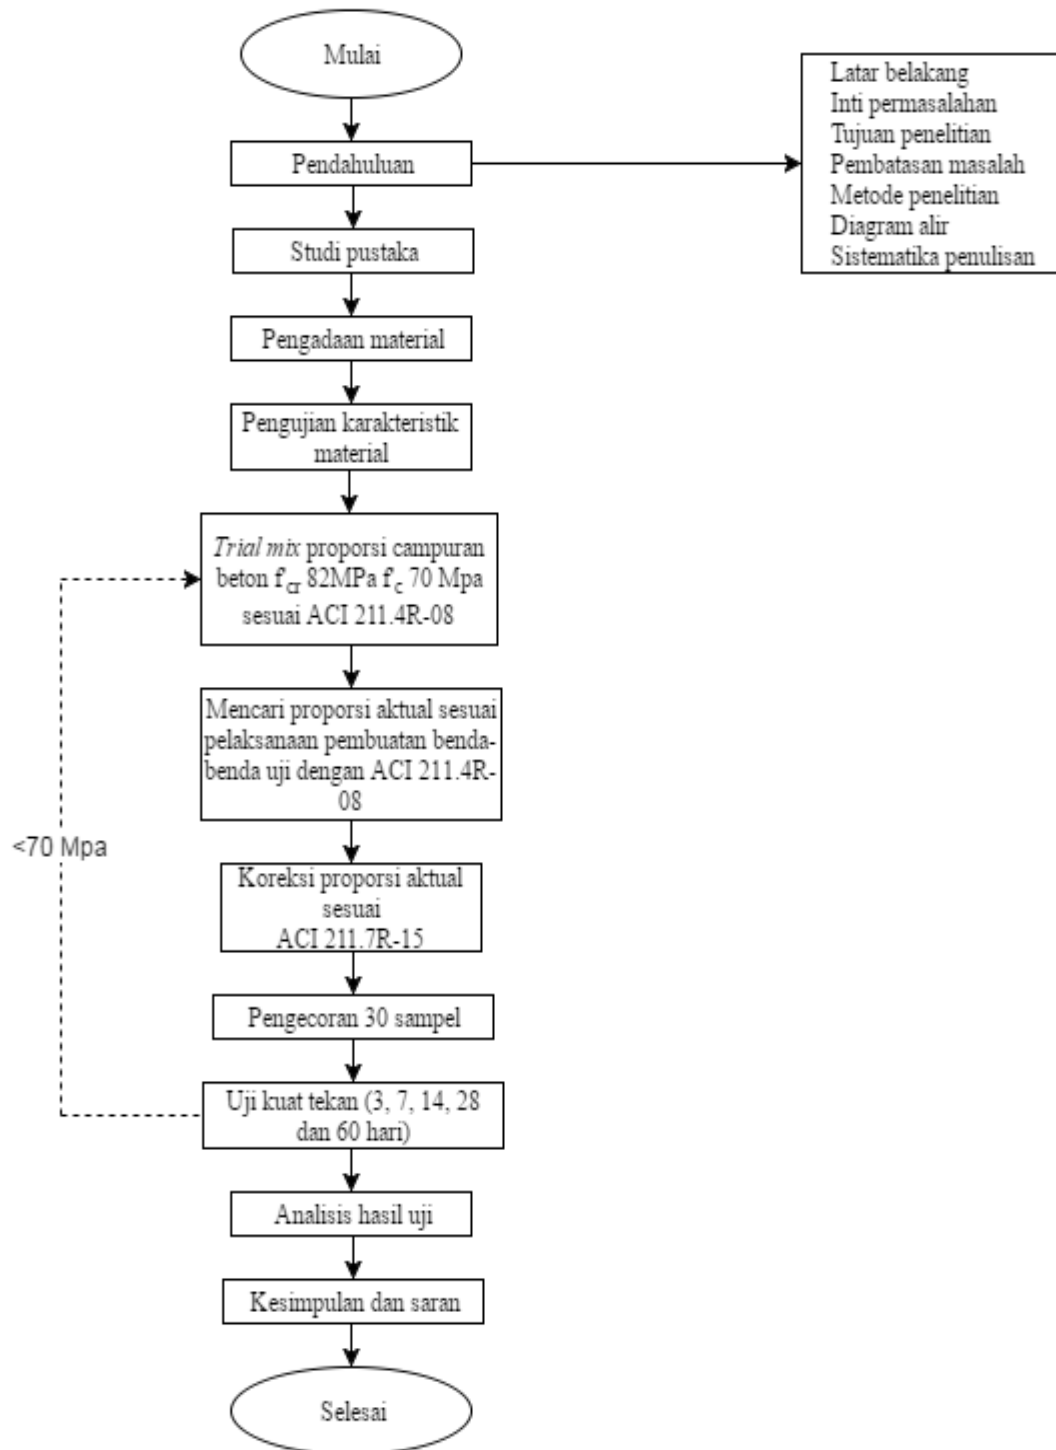 Mulai
Pendahuluan
Latar belakang
Inti permasalahan
Tujuan penelitian
Pembatasan masalah
Metode penelitian
Diagram alir
Sistematika penulisan
Studi pustaka
Pengadaan material
Pengujian karakteristik
material
Trial mix proporsi campuran
beton f'cr 82MPa f'c 70 Mpa
sesuai ACI 211.4R-08
Mencari proporsi aktual sesuai
pelaksanaan pembuatan benda-
benda uji dengan ACI 211.4R-
08
<70 Mpa
Koreksi proporsi aktual
sesuai
ACI 211.7R-15
Pengecoran 30 sampel
Uji kuat tekan (3, 7, 14, 28
dan 60 hari)
Analisis hasil uji
Kesimpulan dan saran
Selesai